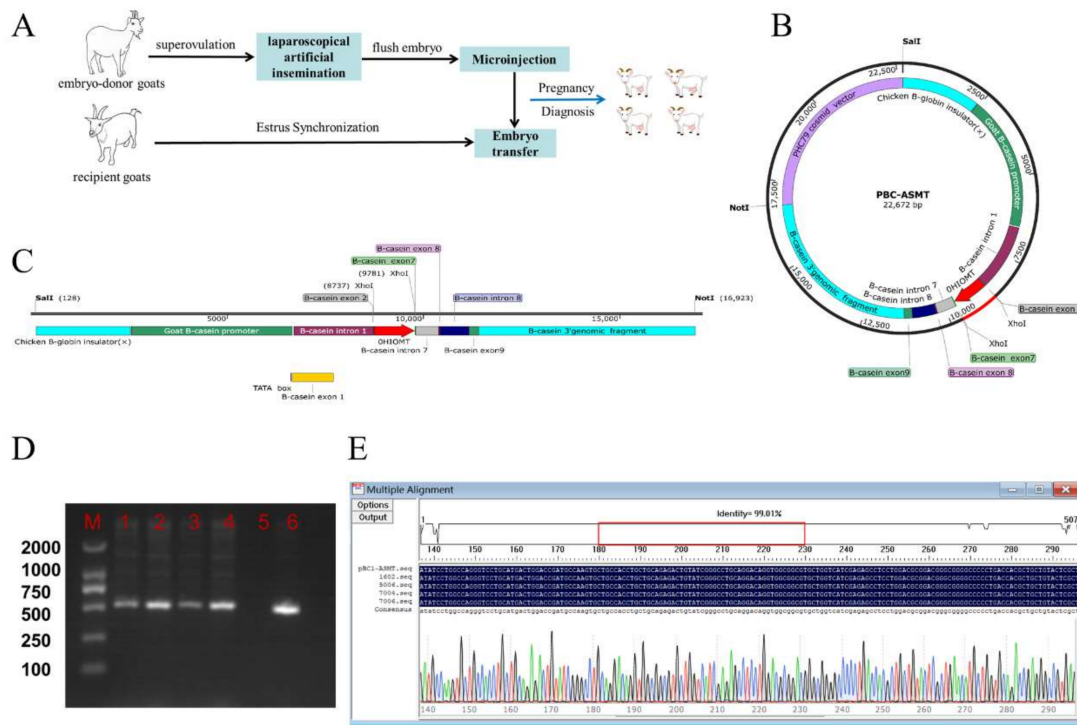 A
superovulation
laparoscopical
artificial
insemination
flush embryo
Microinjection
embryo-donor goats
Pregnancy
Diagnosis
Estrus Synchronization
Embryo
transfer
recipient goats
B
SalI
22,500
2500
20,000
PHC79 cosmid vector
Chicken B-globin insulator(×)
Goat B-casein promoter
5000
PBC-ASMT
22,672 bp
NotI
17,500
B-casein intron 1
7500
B-casein 3'genomic fragment
15,000
B-casein intron 7
B-casein intron 8
0HIOMT
B-casein exon
XhoI
10,000
12,500
XhoI
B-casein exon7
B-casein exon9
B-casein exon 8
C
B-casein exon 8
B-casein exon7
(9781) XhoI
(8737) XhoI
SalI (128)
B-casein exon 2
B-casein intron 8
NotI (16,923)
5000
10,000
15,000
Goat B-casein promoter
B-casein intron 1
B-casein 3'genomic fragment
Chicken B-globin insulator(×)
0HIOMT
B-casein intron 7
B-casein exon9
TATA box
B-casein exon 1
D
M 1 2 3 4 5 6
2000
1000
750
500
250
100
E
Multiple Alignment
Options
Output
Identity= 99.01%
1
507
140 150 160 170 180 190 200 210 220 230 240 250 260 270 280 290
pBC1-ASMT.seq
1602.seq
5006.seq
7004.seq
7006.seq
Consensus
140 150 160 170 180 190 200 210 220 230 240 250 260 270 280 290